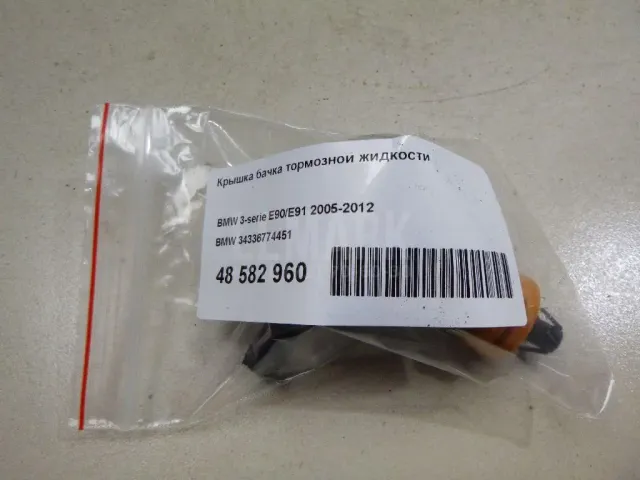 Крышка бачка тормозной жидкости
BMW 3-serie E90/E91 2005-2012
BMW 34336774451
48 582 960